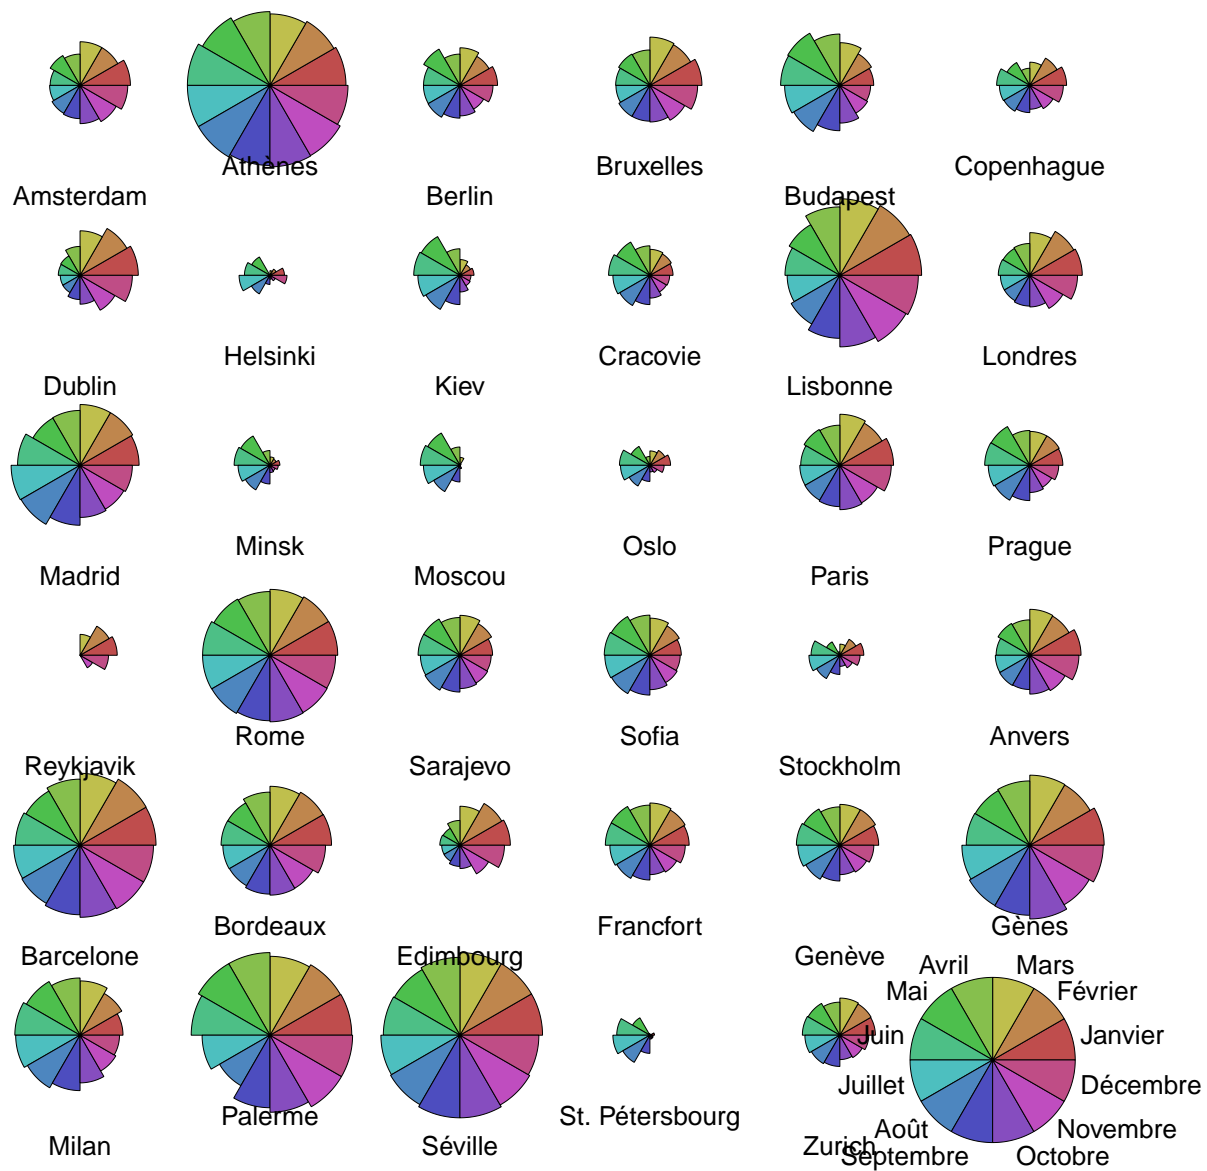 Athènes
Bruxelles
Copenhague
Amsterdam
Berlin
Budapest
Helsinki
Cracovie
Londres
Dublin
Kiev
Lisbonne
Minsk
Oslo
Prague
Madrid
Moscou
Paris
Rome
Sofia
Anvers
Reykjavik
Sarajevo
Stockholm
Bordeaux
Francfort
Gènes
Barcelone
Edimbourg
Genève
Avril
Mars
Mai
Février
Juin
Janvier
Juillet
Décembre
Palerme
St. Pétersbourg
Août
Novembre
Milan
Séville
Zurich
Septembre
Octobre